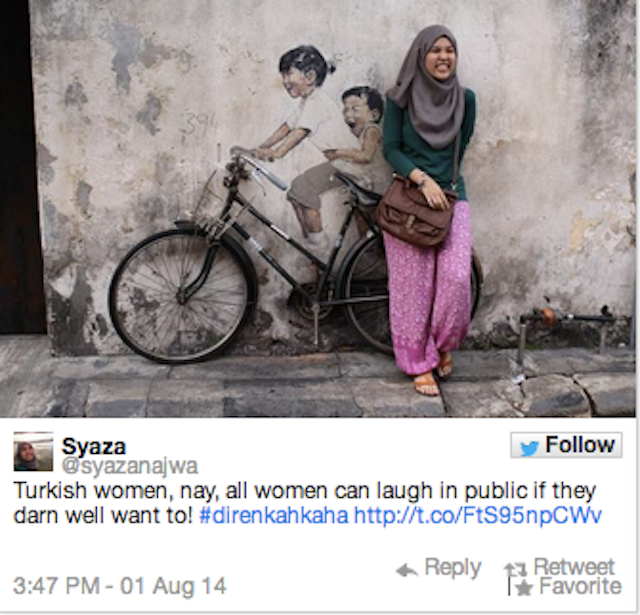 394
Syaza
Follow
@syazanajwa
Turkish women, nay, all women can laugh in public if they
darn well want to! #direnkahkaha http://t.co/FtS95npCWv
Reply
Retweet
3:47 PM - 01 Aug 14
Favorite